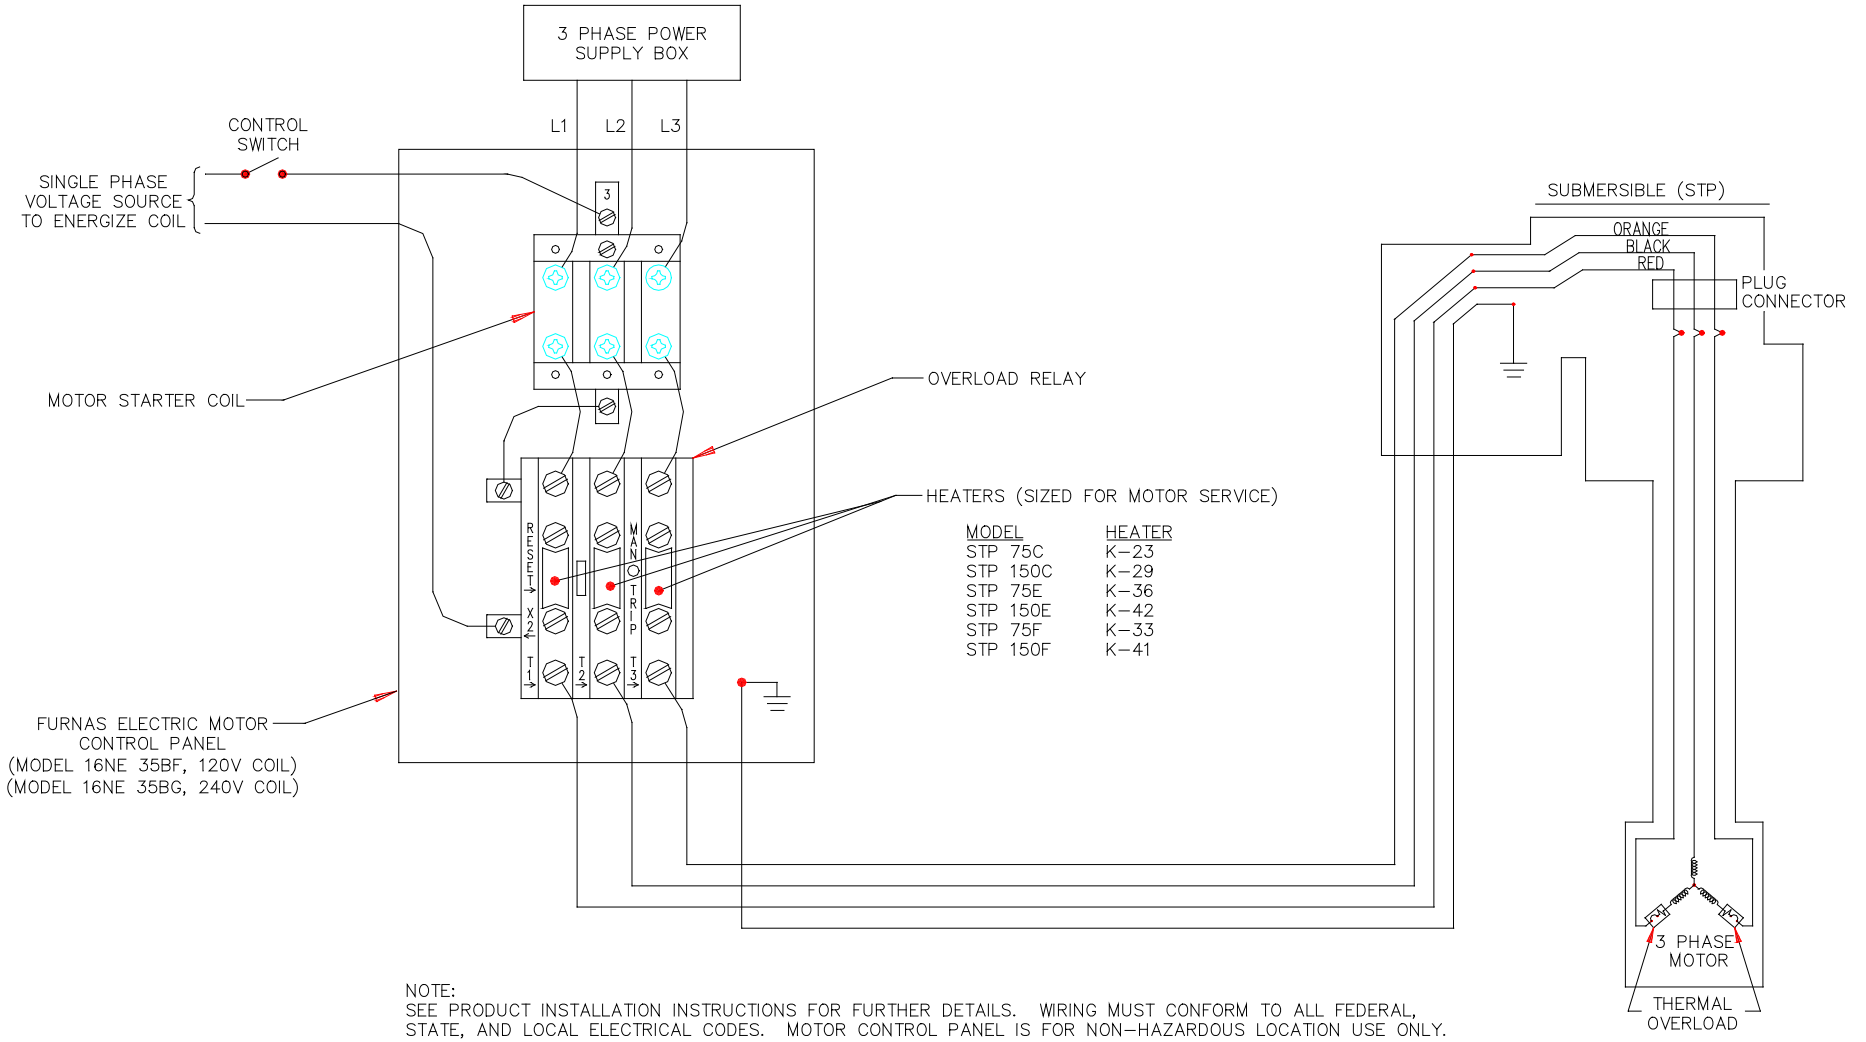 3 PHASE POWER
SUPPLY BOX
L1 L2 L3
CONTROL
SWITCH
SINGLE PHASE
VOLTAGE SOURCE
TO ENERGIZE COIL
3
MOTOR STARTER COIL
OVERLOAD RELAY
HEATERS (SIZED FOR MOTOR SERVICE)
MODEL HEATER
STP 75C K-23
STP 150C K-29
STP 75E K-36
STP 150E K-42
STP 75F K-33
STP 150F K-41
RESET
MAN TRIP
X2
T1
T2
T3
FURNAS ELECTRIC MOTOR
CONTROL PANEL
(MODEL 16NE 35BF, 120V COIL)
(MODEL 16NE 35BG, 240V COIL)
SUBMERSIBLE (STP)
ORANGE
BLACK
RED
PLUG
CONNECTOR
3 PHASE
MOTOR
THERMAL
OVERLOAD
NOTE:
SEE PRODUCT INSTALLATION INSTRUCTIONS FOR FURTHER DETAILS. WIRING MUST CONFORM TO ALL FEDERAL,
STATE, AND LOCAL ELECTRICAL CODES. MOTOR CONTROL PANEL IS FOR NON-HAZARDOUS LOCATION USE ONLY.